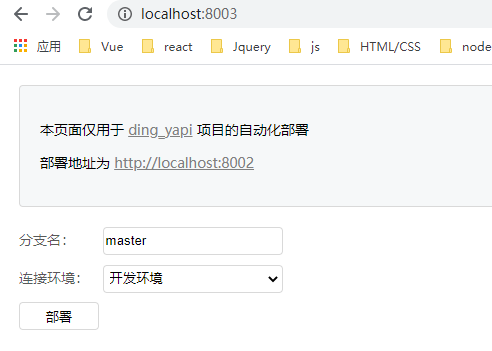 localhost:8003
应用 Vue react Jquery js HTML/CSS node
本页面仅用于 ding_yapi 项目的自动化部署
部署地址为 http://localhost:8002
分支名： master
连接环境： 开发环境
部署